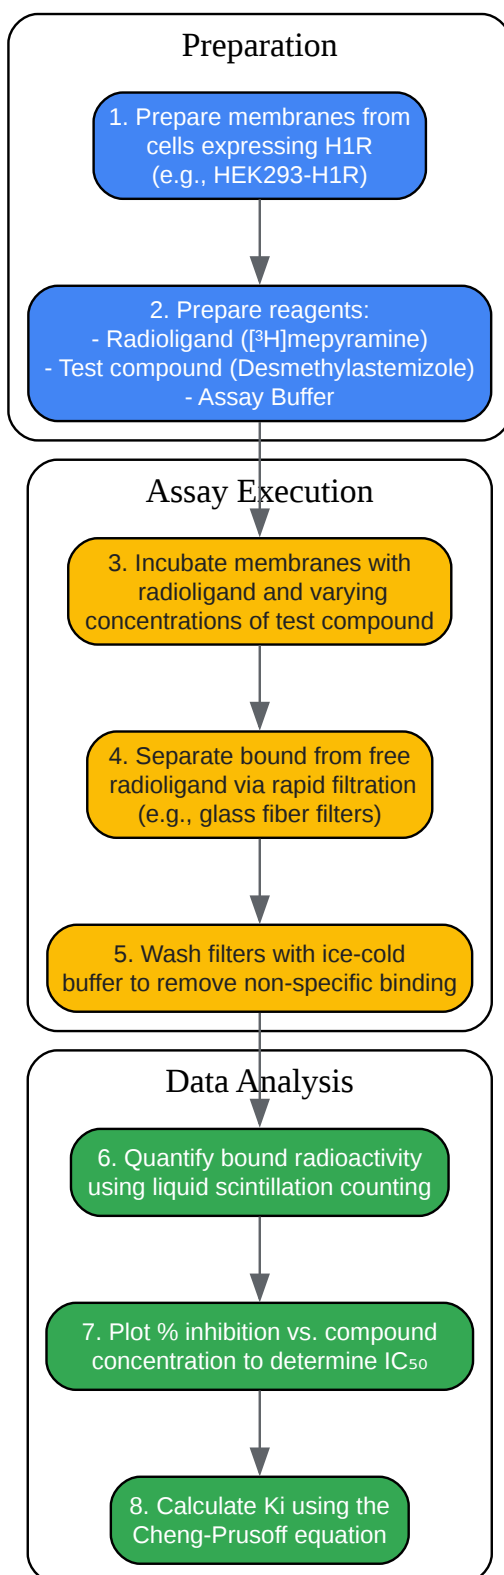 Preparation
1. Prepare membranes from
cells expressing H1R
(e.g., HEK293-H1R)
2. Prepare reagents:
- Radioligand ([³H]mepyramine)
- Test compound (Desmethylastemizole)
- Assay Buffer
Assay Execution
3. Incubate membranes with
radioligand and varying
concentrations of test compound
4. Separate bound from free
radioligand via rapid filtration
(e.g., glass fiber filters)
5. Wash filters with ice-cold
buffer to remove non-specific binding
Data Analysis
6. Quantify bound radioactivity
using liquid scintillation counting
7. Plot % inhibition vs. compound
concentration to determine IC₅₀
8. Calculate Ki using the
Cheng-Prusoff equation